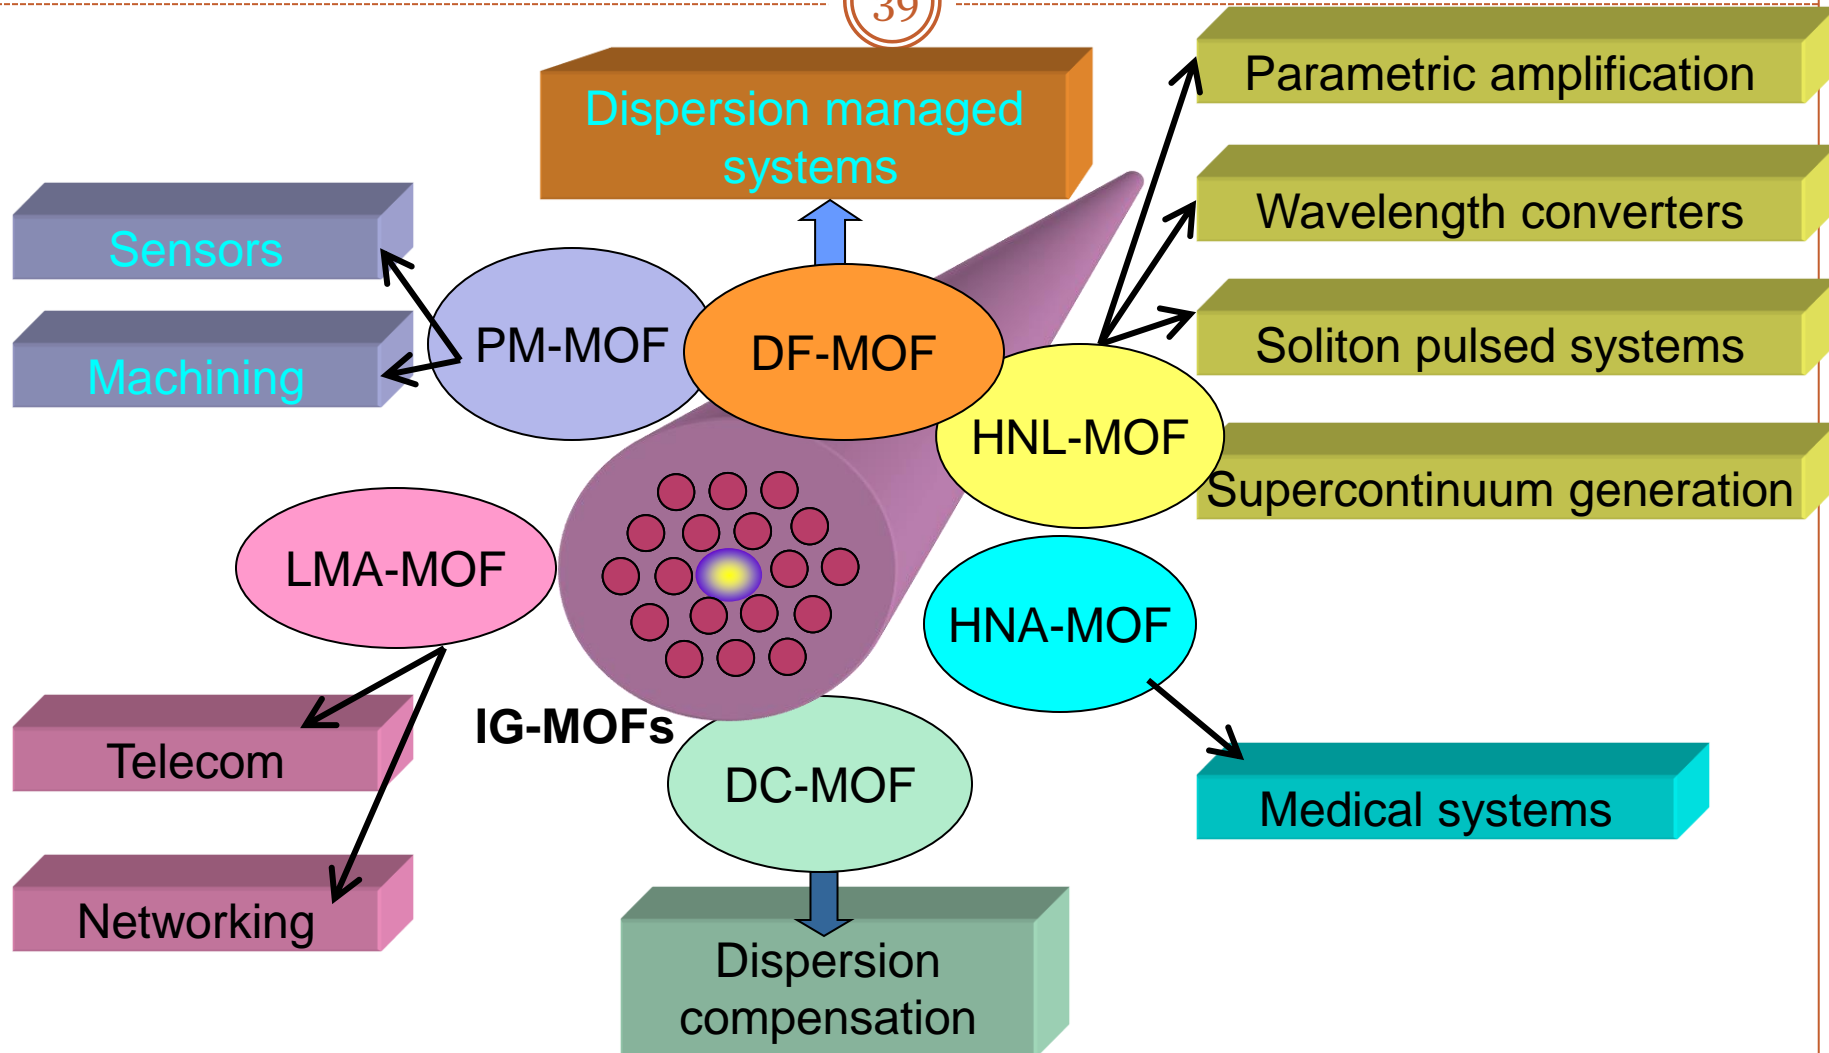 39
Dispersion managed
systems
Parametric amplification
Wavelength converters
Soliton pulsed systems
Supercontinuum generation
Sensors
Machining
PM-MOF
DF-MOF
HNL-MOF
LMA-MOF
HNA-MOF
IG-MOFs
DC-MOF
Telecom
Networking
Medical systems
Dispersion
compensation